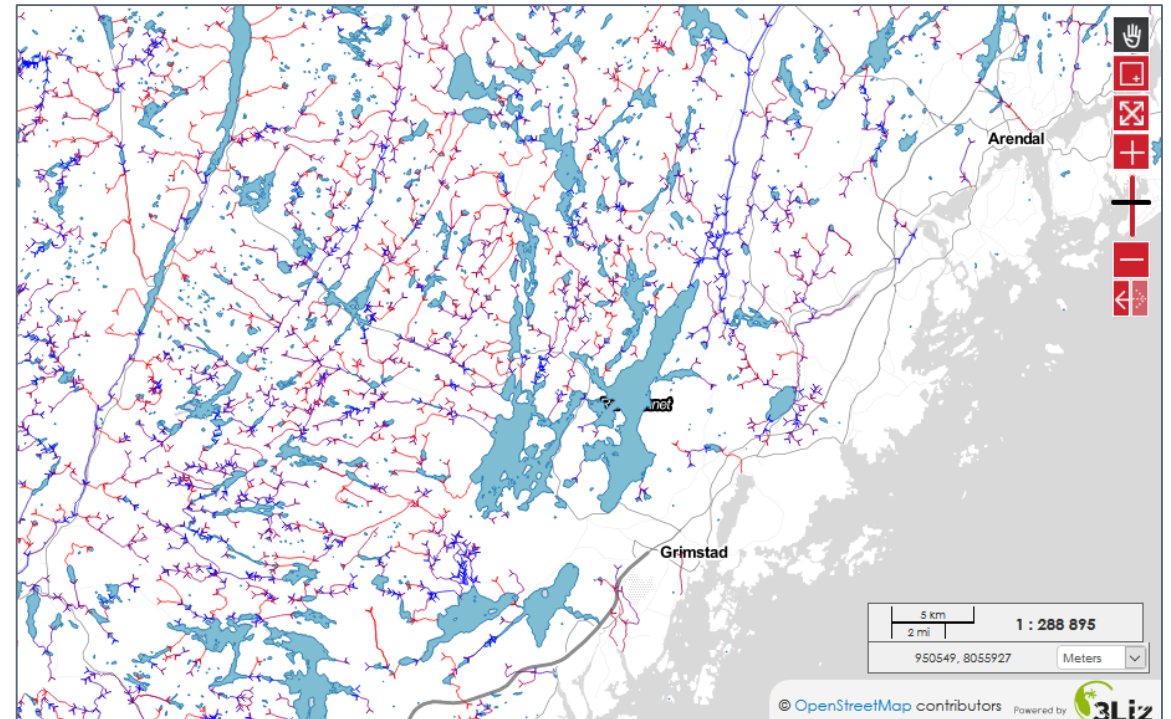 Arendal
Grimstad
5 km
2 mi
1 : 288 895
950549, 8055927
Meters
© OpenStreetMap contributors
Powered by
3Liz